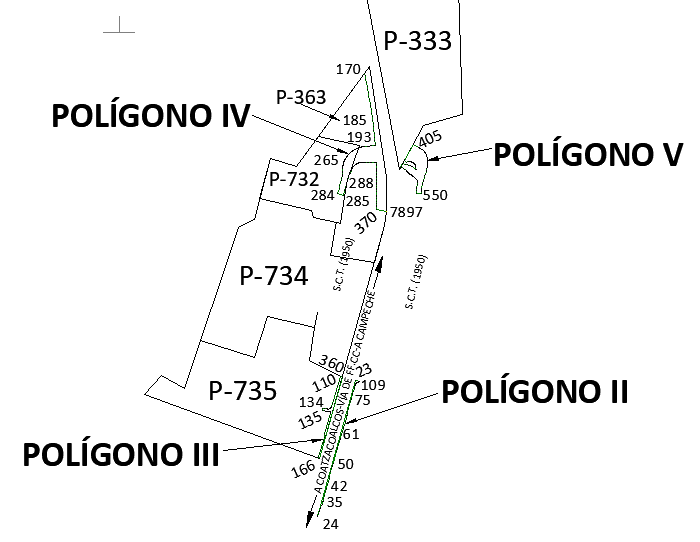 P-333
170
P-363
POLÍGONO IV
185
193
405
POLÍGONO V
265
P-732
288
284
285
550
7897
370
S.C.T. (1950)
S.C.T. (1950)
P-734
A COATZACOALCOS-VÍA DE FF-CC-A CAMPECHE
360
23
110
109
P-735
POLÍGONO II
134
75
135
61
POLÍGONO III
166
50
42
35
24